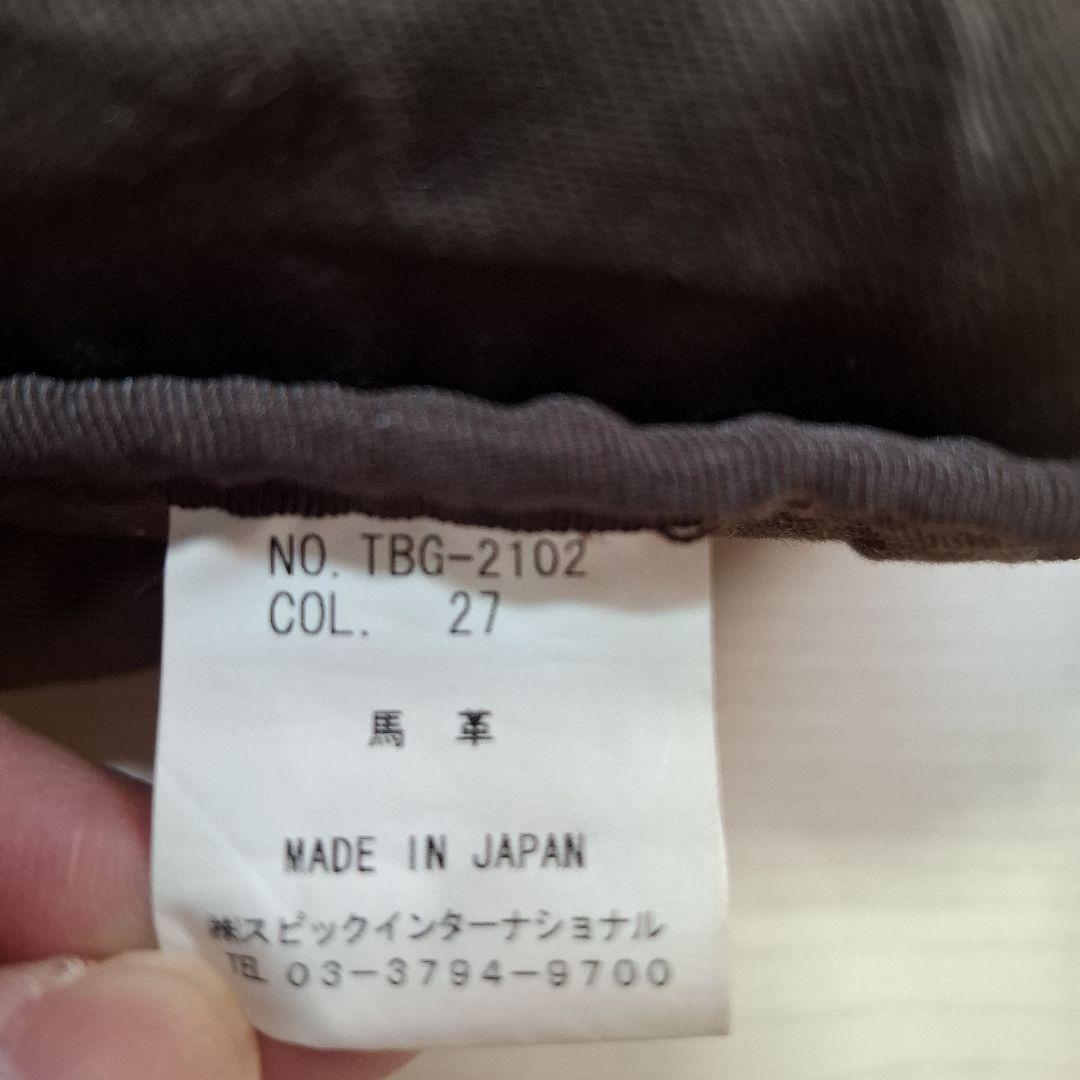 NO. TBG-2102
COL. 27
馬 革
MADE IN JAPAN
㈱スピックインターナショナル
TEL 03-3794-9700